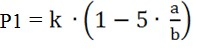 P1 = k · (1 − 5 · a/b)